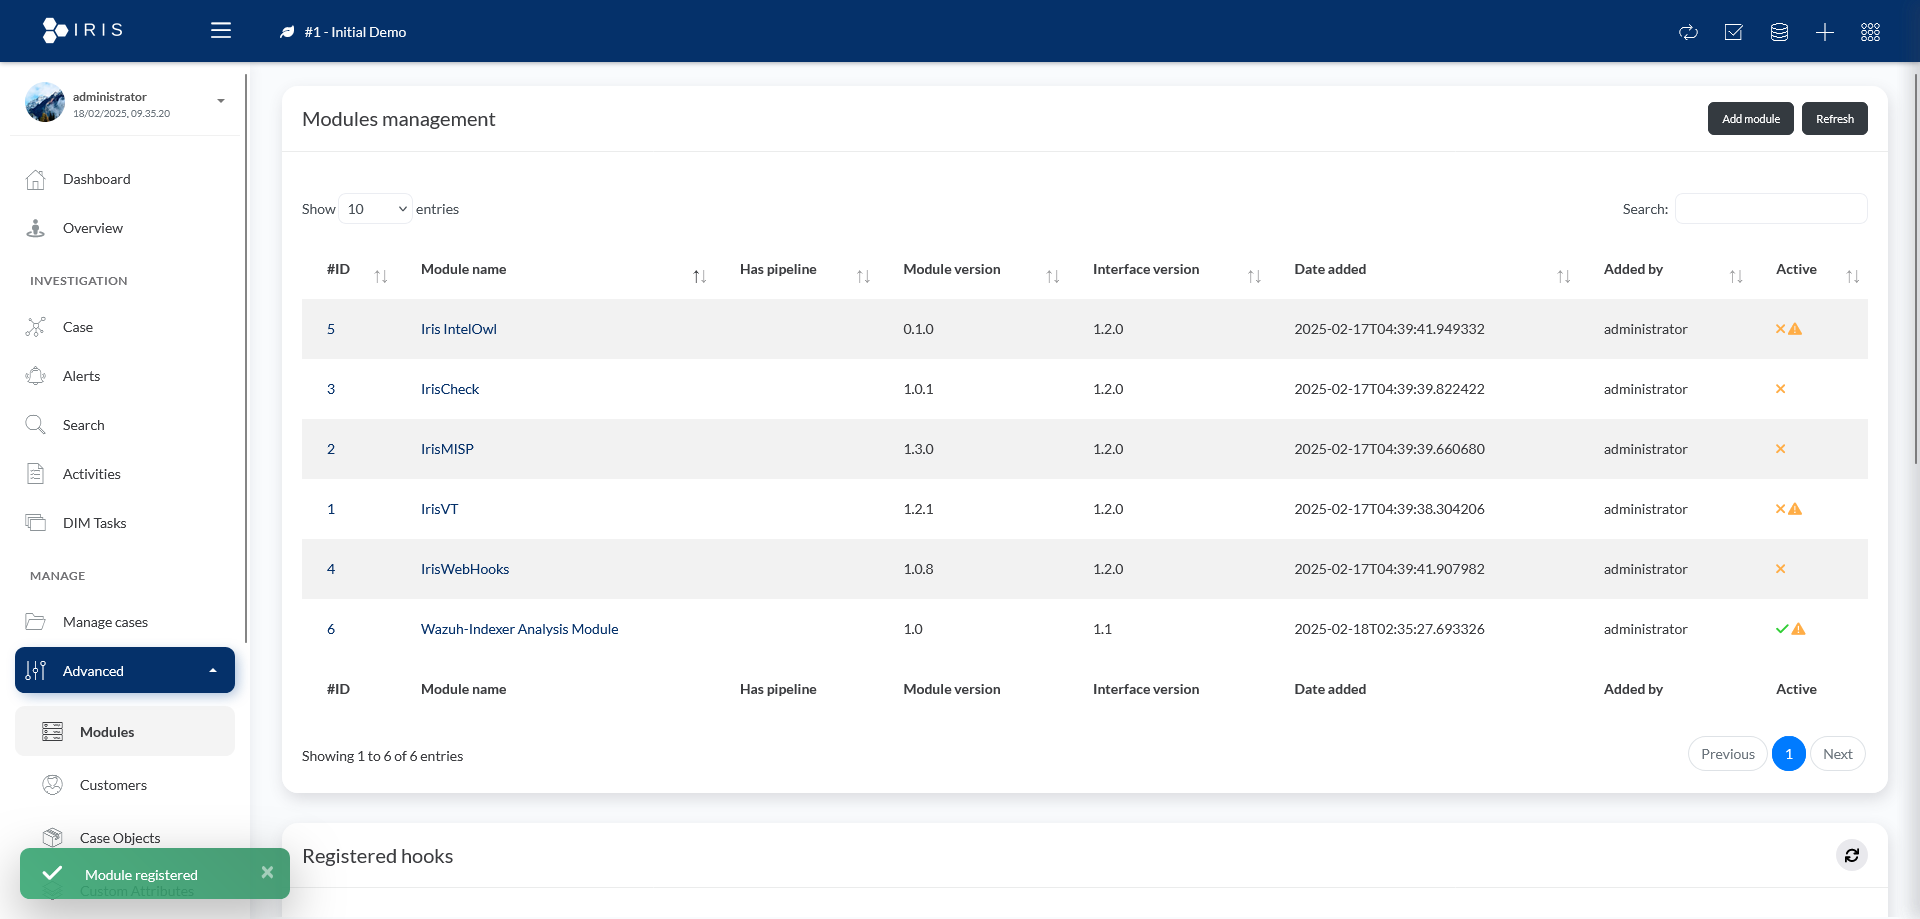 IRIS
#1 - Initial Demo
administrator
18/02/2025, 09.35.20
Dashboard
Overview
INVESTIGATION
Case
Alerts
Search
Activities
DIM Tasks
MANAGE
Manage cases
Advanced
Modules
Customers
Case Objects
Custom Attributes
Module registered
Modules management
Add module
Refresh
Show 10 entries
Search:
#ID Module name Has pipeline Module version Interface version Date added Added by Active
5 Iris IntelOwl 0.1.0 1.2.0 2025-02-17T04:39:41.949332 administrator
3 IrisCheck 1.0.1 1.2.0 2025-02-17T04:39:39.822422 administrator
2 IrisMISP 1.3.0 1.2.0 2025-02-17T04:39:39.660680 administrator
1 IrisVT 1.2.1 1.2.0 2025-02-17T04:39:38.304206 administrator
4 IrisWebHooks 1.0.8 1.2.0 2025-02-17T04:39:41.907982 administrator
6 Wazuh-Indexer Analysis Module 1.0 1.1 2025-02-18T02:35:27.693326 administrator
#ID Module name Has pipeline Module version Interface version Date added Added by Active
Showing 1 to 6 of 6 entries
Previous 1 Next
Registered hooks